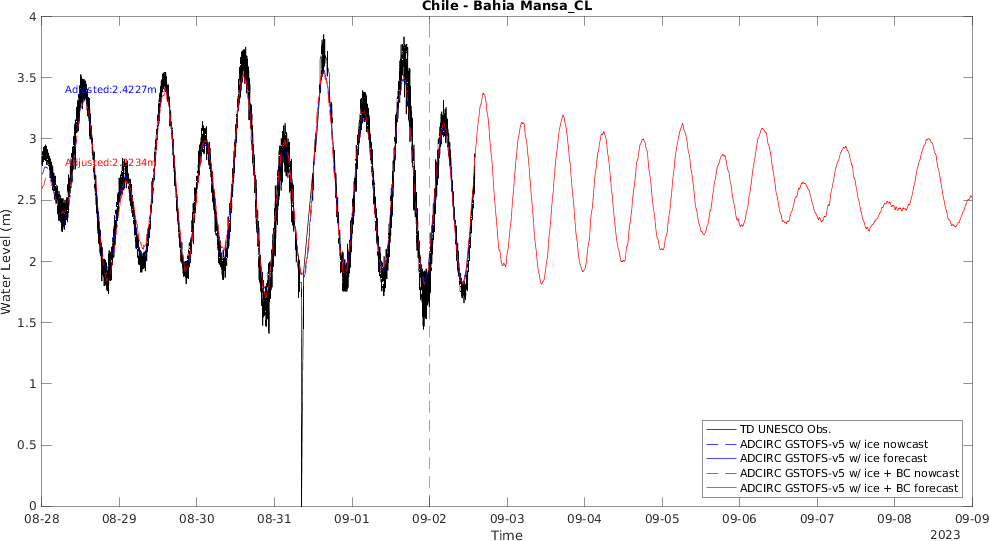 Chile - Bahia Mansa_CL
4
3.5
3
2.5
2
1.5
1
0.5
0
Water Level (m)
Adjusted:2.4227m
08-28
08-29
08-30
08-31
09-01
09-02
09-03
09-04
09-05
09-06
09-07
09-08
09-09
Time
2023
TD UNESCO Obs.
ADCIRC GSTOFS-v5 w/ ice nowcast
ADCIRC GSTOFS-v5 w/ ice forecast
ADCIRC GSTOFS-v5 w/ ice + BC nowcast
ADCIRC GSTOFS-v5 w/ ice + BC forecast